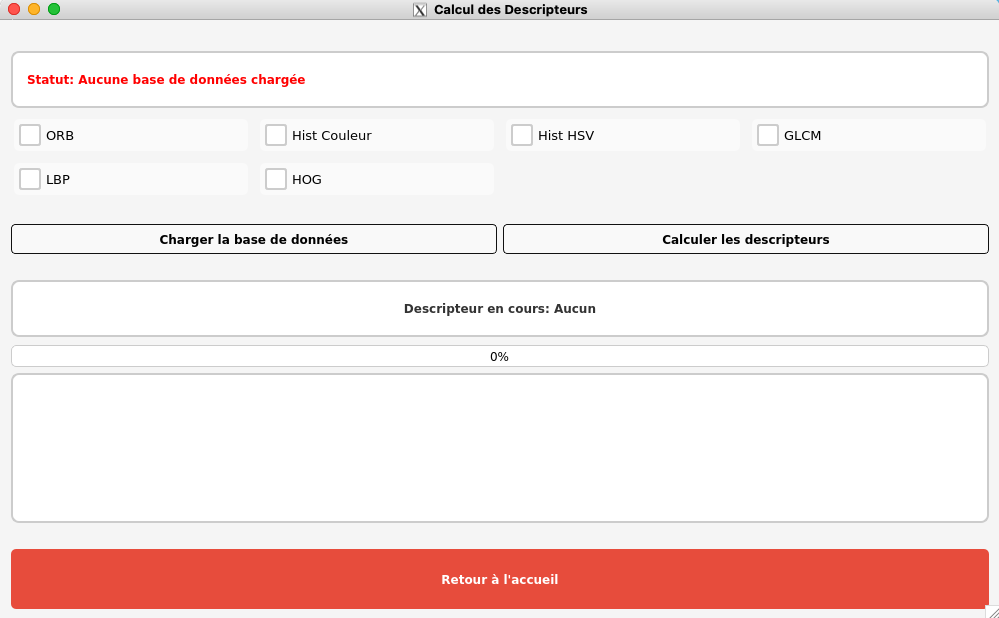 Calcul des Descripteurs
Statut: Aucune base de données chargée
ORB
Hist Couleur
Hist HSV
GLCM
LBP
HOG
Charger la base de données
Calculer les descripteurs
Descripteur en cours: Aucun
0%
Retour à l'accueil